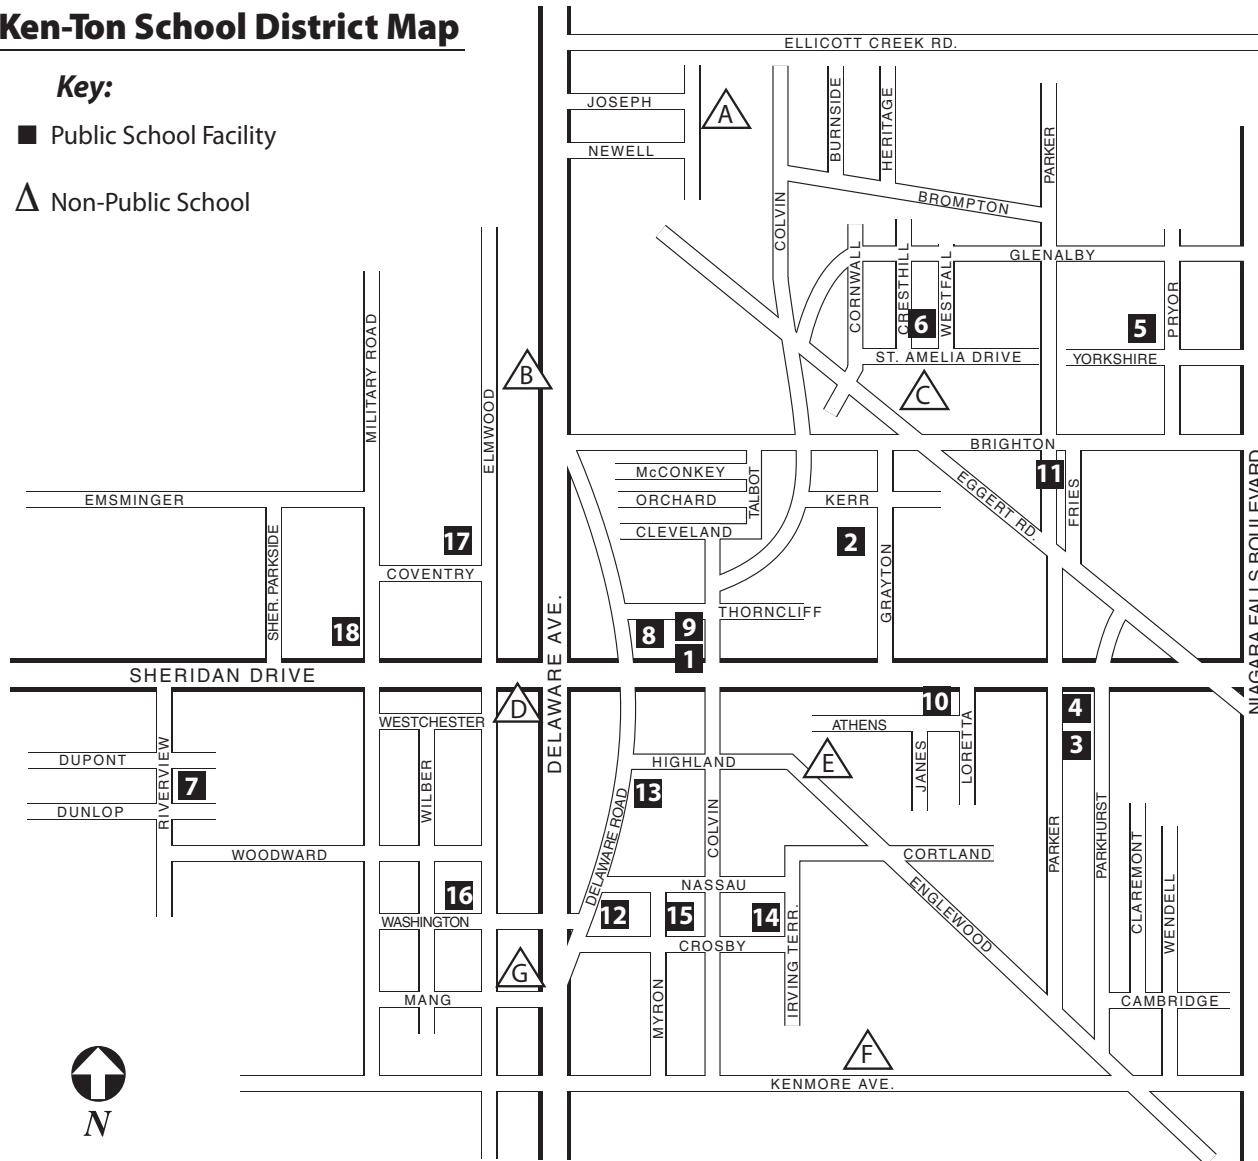 Ken-Ton School District Map
Key:
■ Public School Facility
Δ Non-Public School
ELLICOTT CREEK RD.
JOSEPH
A
BURNSIDE
HERITAGE
PARKER
NEWELL
BROMPTON
COLVIN
CORNWALL
CRESTHILL
WESTFALL
GLENALBY
PRYOR
6
5
MILITARY ROAD
ELMWOOD
B
ST. AMELIA DRIVE
YORKSHIRE
C
BRIGHTON
McCONKEY
TALBOT
ORCHARD
KERR
CLEVELAND
EGGERT RD.
11
FRIES
NIAGARA FALLS BOULEVARD
EMSMINGER
SHER. PARKSIDE
17
COVENTRY
2
GRAYTON
THORNCLIFF
18
8
9
1
DELAWARE AVE.
SHERIDAN DRIVE
D
WESTCHESTER
10
ATHENS
JANES
LORETTA
4
3
DUPONT
RIVERVIEW
7
DUNLOP
WILBER
HIGHLAND
E
13
DELAWARE ROAD
COLVIN
PARKER
PARKHURST
CLAREMONT
WENDELL
WOODWARD
CORTLAND
NASSAU
16
WASHINGTON
12
15
14
CROSBY
IRVING TERR.
ENGLEWOOD
G
MANG
MYRON
CAMBRIDGE
F
KENMORE AVE.
N